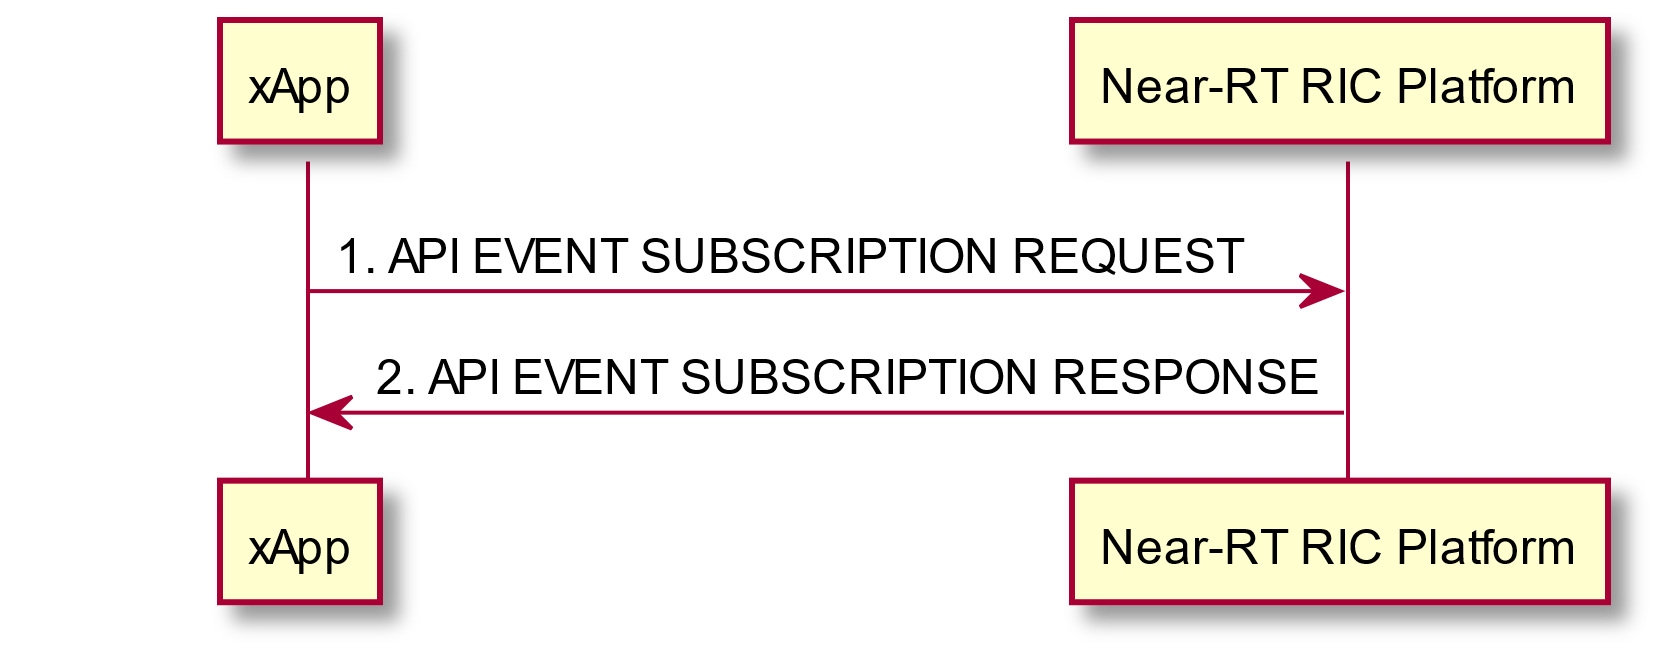 xApp
Near-RT RIC Platform
1. API EVENT SUBSCRIPTION REQUEST
2. API EVENT SUBSCRIPTION RESPONSE
xApp
Near-RT RIC Platform